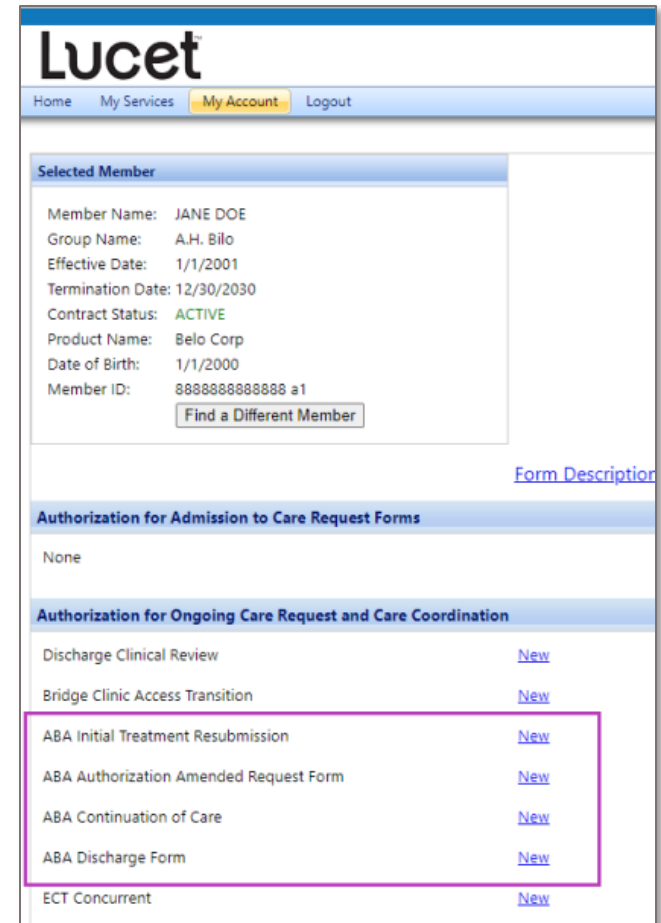 Lucet™
Home My Services My Account Logout
Selected Member
Member Name: JANE DOE
Group Name: A.H. Bilo
Effective Date: 1/1/2001
Termination Date: 12/30/2030
Contract Status: ACTIVE
Product Name: Belo Corp
Date of Birth: 1/1/2000
Member ID: 8888888888888 a1
Find a Different Member
Form Description
Authorization for Admission to Care Request Forms
None
Authorization for Ongoing Care Request and Care Coordination
Discharge Clinical Review New
Bridge Clinic Access Transition New
ABA Initial Treatment Resubmission New
ABA Authorization Amended Request Form New
ABA Continuation of Care New
ABA Discharge Form New
ECT Concurrent New